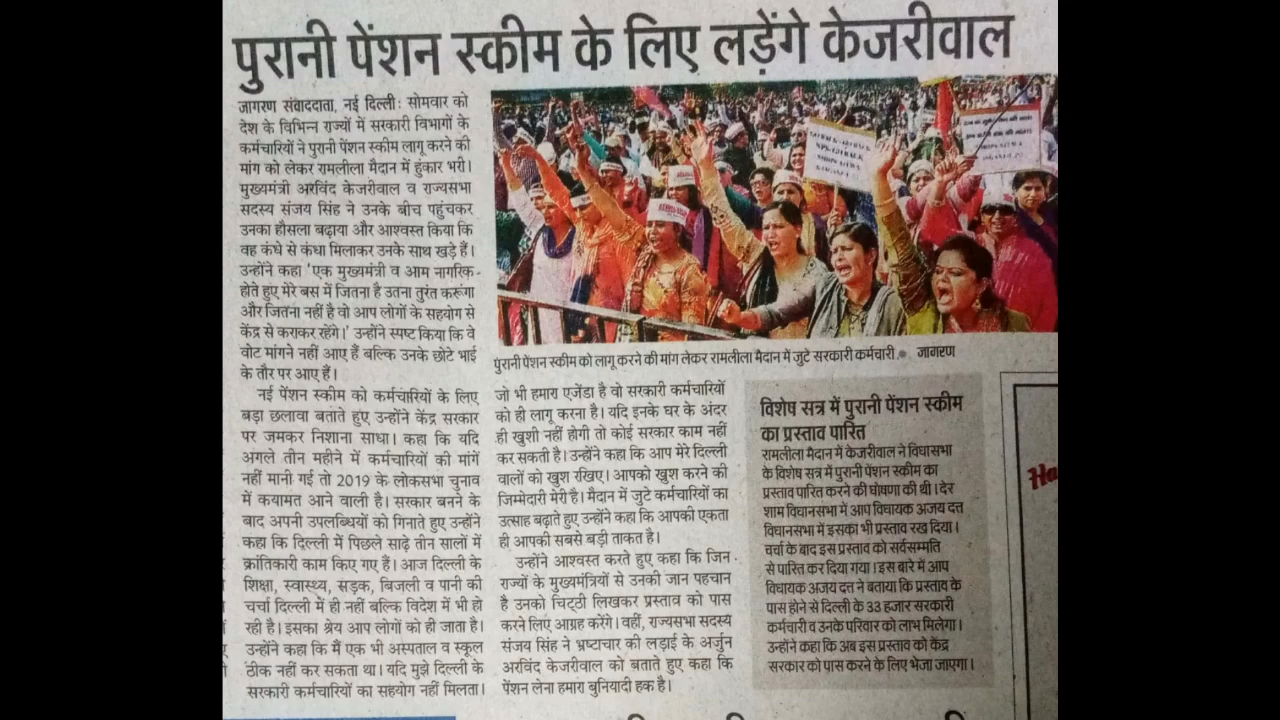 पुरानी पेंशन स्कीम के लिए लड़ेंगे केजरीवाल
जागरण संवाददाता, नई दिल्ली : सोमवार को
देश के विभिन्न राज्यों में सरकारी विभागों के
कर्मचारियों ने पुरानी पेंशन स्कीम लागू करने की
मांग को लेकर रामलीला मैदान में हुंकार भरी।
मुख्यमंत्री अरविंद केजरीवाल व राज्यसभा
सदस्य संजय सिंह ने उनके बीच पहुंचकर
उनका हौसला बढ़ाया और आश्वस्त किया कि
वह कंधे से कंधा मिलाकर उनके साथ खड़े हैं।
उन्होंने कहा 'एक मुख्यमंत्री व आम नागरिक
होते हुए मेरे बस में जितना है उतना तुरंत करूंगा
और जितना नहीं है वो आप लोगों के सहयोग से
केंद्र से कराकर रहेंगे।' उन्होंने स्पष्ट किया कि वे
वोट मांगने नहीं आए हैं बल्कि उनके छोटे भाई
के तौर पर आए हैं।
नई पेंशन स्कीम को कर्मचारियों के लिए
बड़ा छलावा बताते हुए उन्होंने केंद्र सरकार
पर जमकर निशाना साधा। कहा कि यदि
अगले तीन महीने में कर्मचारियों की मांगें
नहीं मानी गई तो 2019 के लोकसभा चुनाव
में कयामत आने वाली है। सरकार बनने के
बाद अपनी उपलब्धियों को गिनाते हुए उन्होंने
कहा कि दिल्ली में पिछले साढ़े तीन सालों में
क्रांतिकारी काम किए गए हैं। आज दिल्ली के
शिक्षा, स्वास्थ्य, सड़क, बिजली व पानी की
चर्चा दिल्ली में ही नहीं बल्कि विदेश में भी हो
रही है। इसका श्रेय आप लोगों को ही जाता है।
उन्होंने कहा कि मैं एक भी अस्पताल व स्कूल
ठीक नहीं कर सकता था। यदि मुझे दिल्ली के
सरकारी कर्मचारियों का सहयोग नहीं मिलता।
पुरानी पेंशन स्कीम को लागू करने की मांग लेकर रामलीला मैदान में जुटे सरकारी कर्मचारी ● जागरण
जो भी हमारा एजेंडा है वो सरकारी कर्मचारियों
को ही लागू करना है। यदि इनके घर के अंदर
ही खुशी नहीं होगी तो कोई सरकार काम नहीं
कर सकती है। उन्होंने कहा कि आप मेरे दिल्ली
वालों को खुश रखिए। आपको खुश करने की
जिम्मेदारी मेरी है। मैदान में जुटे कर्मचारियों का
उत्साह बढ़ाते हुए उन्होंने कहा कि आपकी एकता
ही आपकी सबसे बड़ी ताकत है।
उन्होंने आश्वस्त करते हुए कहा कि जिन
राज्यों के मुख्यमंत्रियों से उनकी जान पहचान
है उनको चिट्ठी लिखकर प्रस्ताव को पास
करने लिए आग्रह करेंगे। वहीं, राज्यसभा सदस्य
संजय सिंह ने भ्रष्टाचार की लड़ाई के अर्जुन
अरविंद केजरीवाल को बताते हुए कहा कि
पेंशन लेना हमारा बुनियादी हक है।
विशेष सत्र में पुरानी पेंशन स्कीम
का प्रस्ताव पारित
रामलीला मैदान में केजरीवाल ने विधासभा
के विशेष सत्र में पुरानी पेंशन स्कीम का
प्रस्ताव पारित करने की घोषणा की थी। देर
शाम विधानसभा में आप विधायक अजय दत्त
विधानसभा में इसका भी प्रस्ताव रख दिया।
चर्चा के बाद इस प्रस्ताव को सर्वसम्मति
से पारित कर दिया गया। इस बारे में आप
विधायक अजय दत्त ने बताया कि प्रस्ताव के
पास होने से दिल्ली के 33 हजार सरकारी
कर्मचारी व उनके परिवार को लाभ मिलेगा।
उन्होंने कहा कि अब इस प्रस्ताव को केंद्र
सरकार को पास करने के लिए भेजा जाएगा।